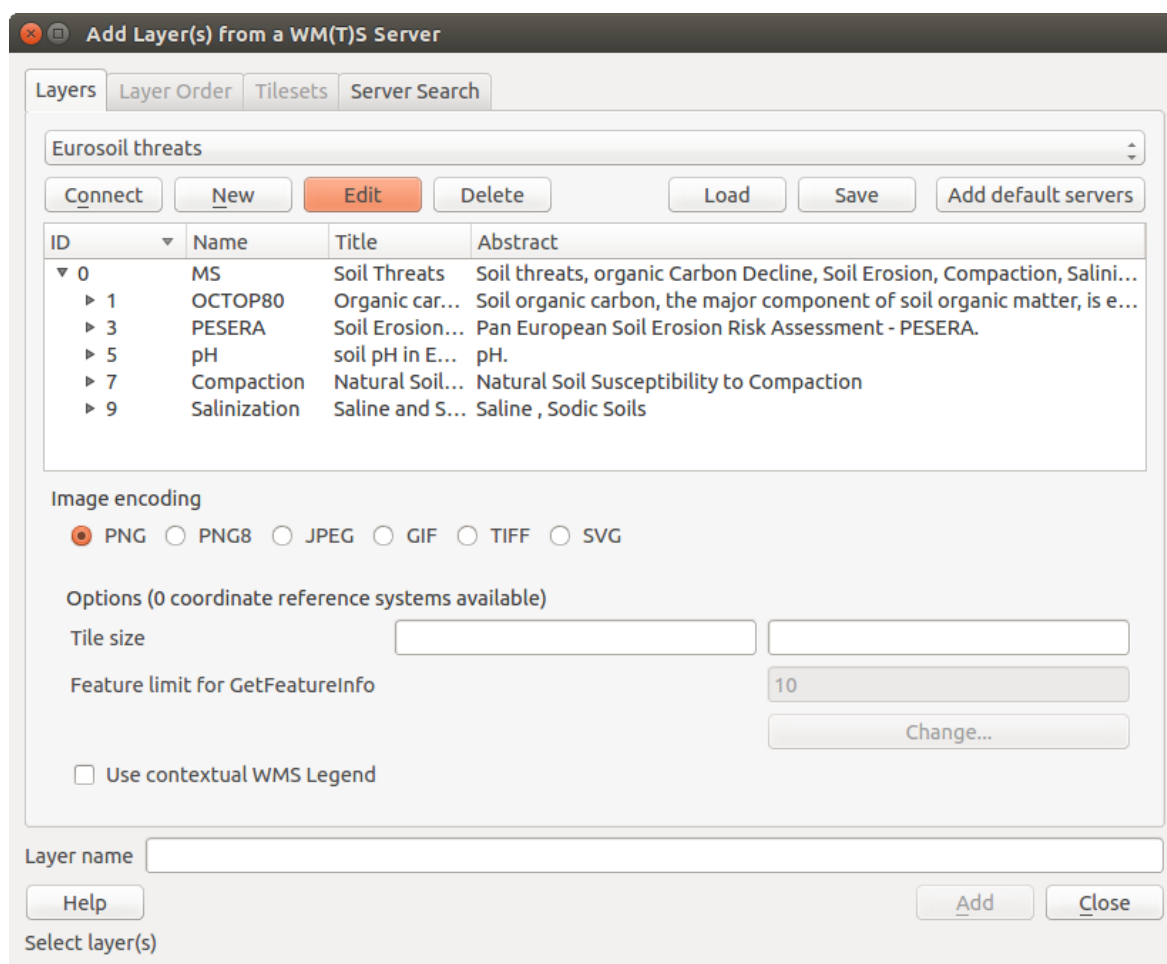 Add Layer(s) from a WM(T)S Server
Layers Layer Order Tilesets Server Search
Eurosoil threats
Connect New Edit Delete Load Save Add default servers
ID Name Title Abstract
0 MS Soil Threats Soil threats, organic Carbon Decline, Soil Erosion, Compaction, Salini...
1 OCTOP80 Organic car... Soil organic carbon, the major component of soil organic matter, is e...
3 PESERA Soil Erosion... Pan European Soil Erosion Risk Assessment - PESERA.
5 pH soil pH in E... pH.
7 Compaction Natural Soil... Natural Soil Susceptibility to Compaction
9 Salinization Saline and S... Saline , Sodic Soils
Image encoding
PNG PNG8 JPEG GIF TIFF SVG
Options (0 coordinate reference systems available)
Tile size
Feature limit for GetFeatureInfo 10
Change...
Use contextual WMS Legend
Layer name
Help Add Close
Select layer(s)